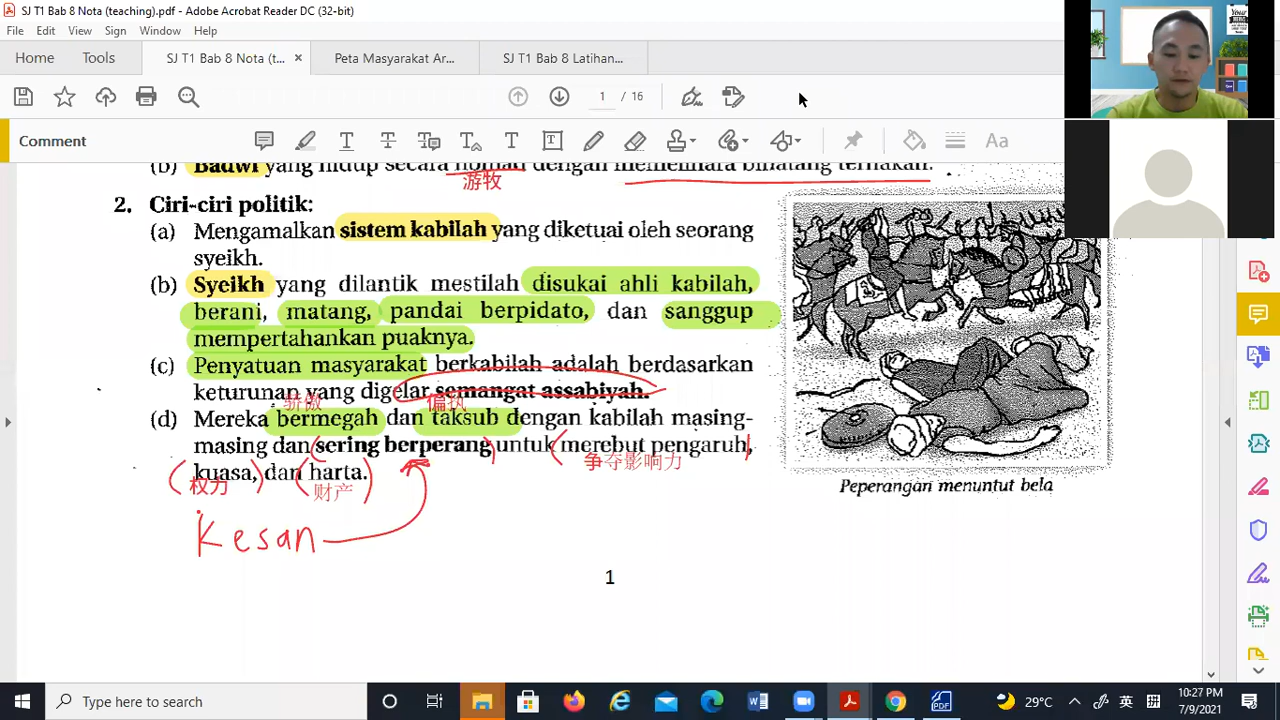 SJ T1 Bab 8 Nota (teaching).pdf - Adobe Acrobat Reader DC (32-bit)
File Edit View Sign Window Help
Home Tools SJ T1 Bab 8 Nota (t... × Peta Masyarakat Ar... SJ T1 Bab 8 Latihan...
1 / 16
Comment
Aa
(b) Badwi yang hidup secara nomad dengan memelihara binatang ternakan.
游牧
2. Ciri-ciri politik:
(a) Mengamalkan sistem kabilah yang diketuai oleh seorang
syeikh.
(b) Syeikh yang dilantik mestilah disukai ahli kabilah,
berani, matang, pandai berpidato, dan sanggup
mempertahankan puaknya.
(c) Penyatuan masyarakat berkabilah adalah berdasarkan
keturunan yang digelar semangat assabiyah.
骄傲 偏执
(d) Mereka bermegah dan taksub dengan kabilah masing-
masing dan sering berperang untuk merebut pengaruh,
争夺影响力
kuasa, dan harta.
权力 财产
Kesan
Peperangan menuntut bela
1
Type here to search
29°C 英 拼 10:27 PM
7/9/2021